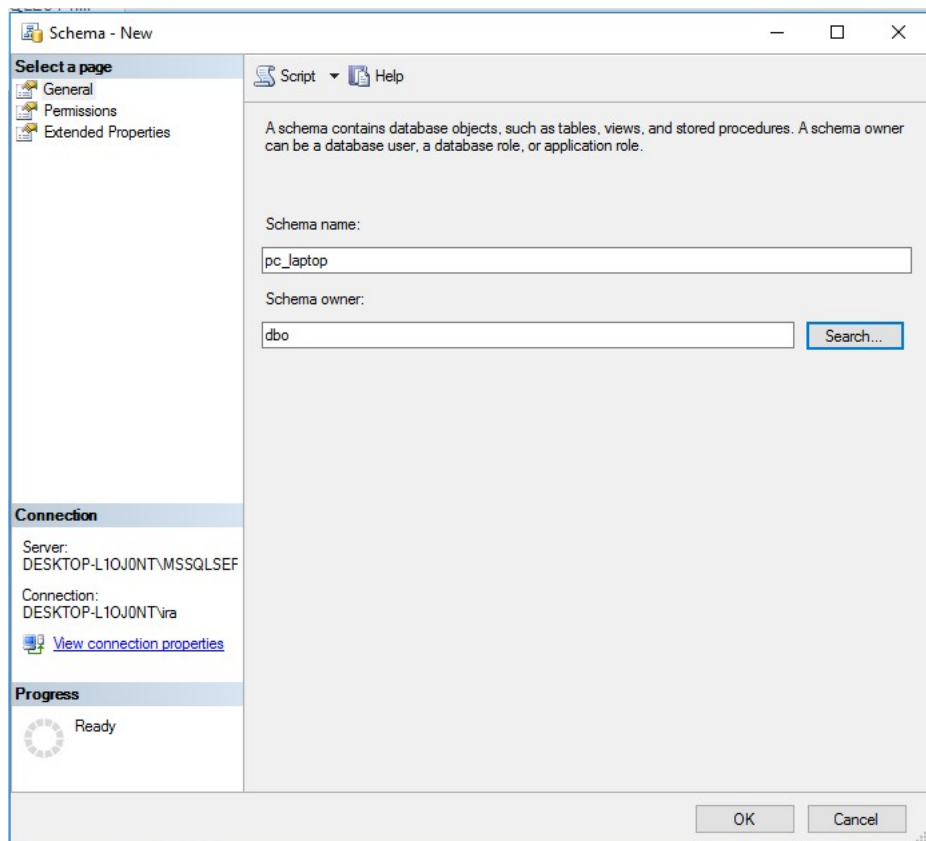 Schema - New
Select a page
General
Permissions
Extended Properties
Script
Help
A schema contains database objects, such as tables, views, and stored procedures. A schema owner
can be a database user, a database role, or application role.
Schema name:
pc_laptop
Schema owner:
dbo
Search...
Connection
Server:
DESKTOP-L1OJ0NT\MSSQLSEF
Connection:
DESKTOP-L1OJ0NT\ira
View connection properties
Progress
Ready
OK
Cancel